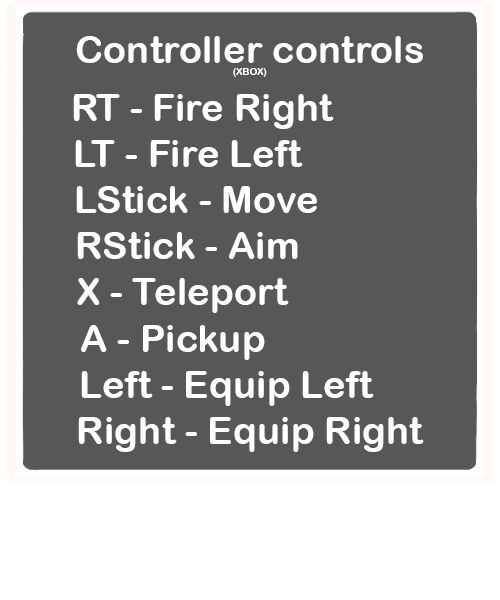 Controller controls
(XBOX)
RT - Fire Right
LT - Fire Left
LStick - Move
RStick - Aim
X - Teleport
A - Pickup
Left - Equip Left
Right - Equip Right